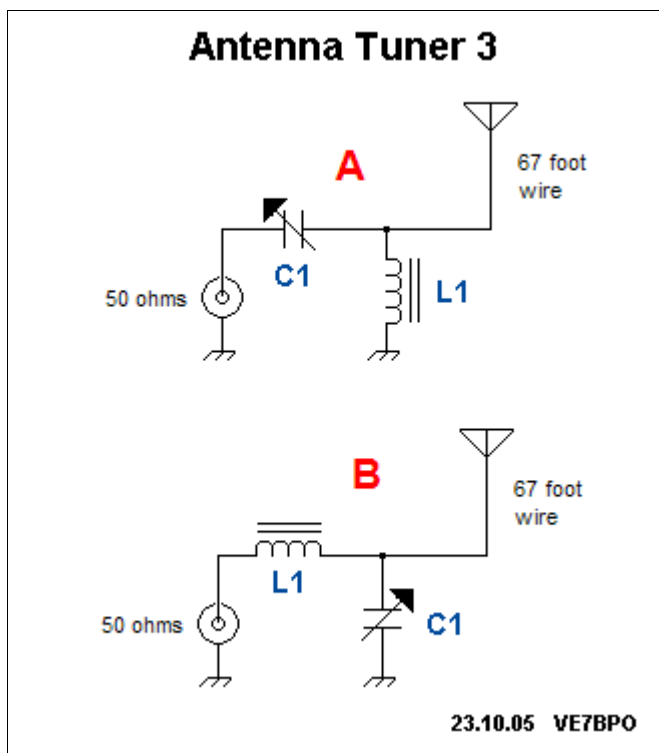 Antenna Tuner 3
A
67 foot
wire
C1
50 ohms
L1
B
67 foot
wire
L1
50 ohms
C1
23.10.05 VE7BPO